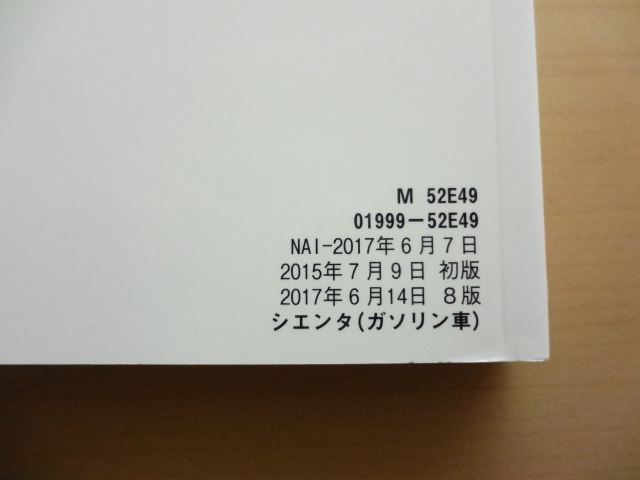 M 52E49
01999-52E49
NAI-2017年6月7日
2015年7月9日 初版
2017年6月14日 8版
シエンタ(ガソリン車)